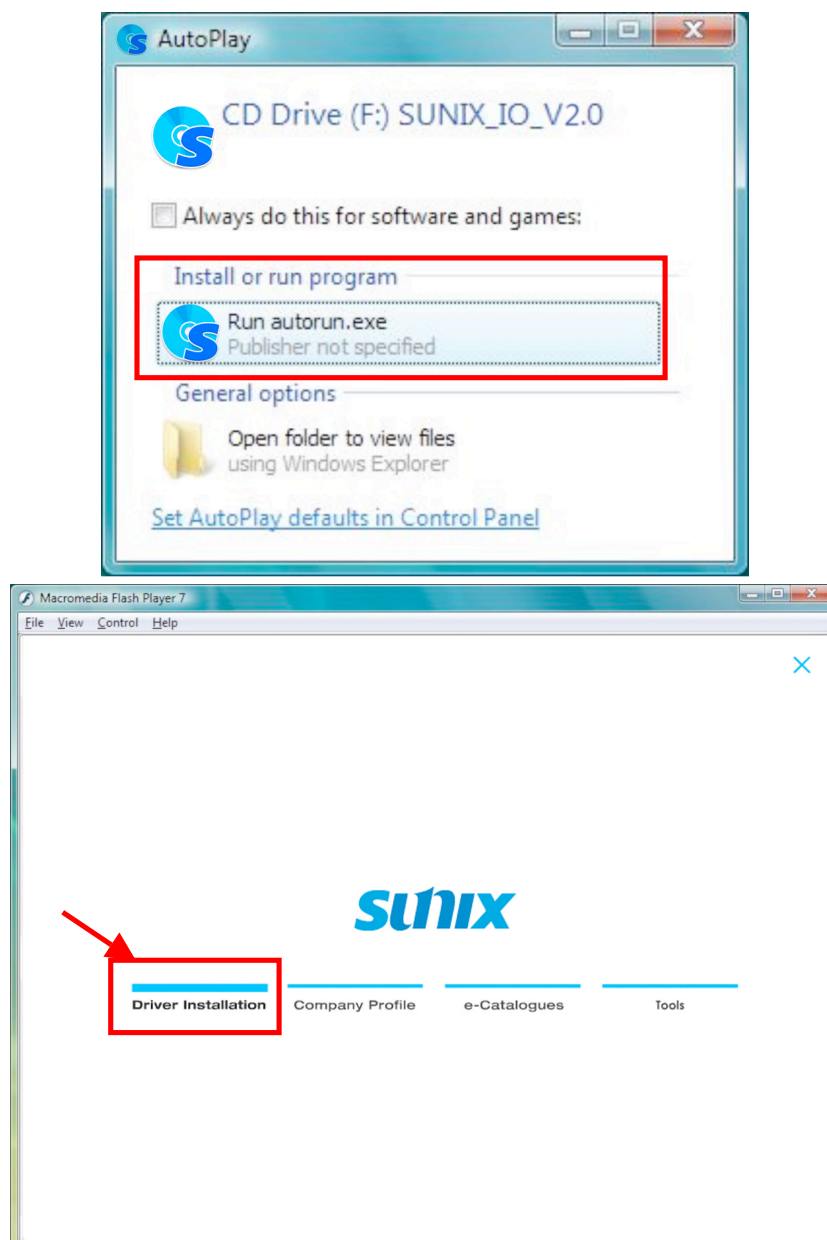 AutoPlay
CD Drive (F:) SUNIX_IO_V2.0
Always do this for software and games:
Install or run program
Run autorun.exe
Publisher not specified
General options
Open folder to view files
using Windows Explorer
Set AutoPlay defaults in Control Panel
Macromedia Flash Player 7
File View Control Help
SUNIX
Driver Installation Company Profile e-Catalogues Tools